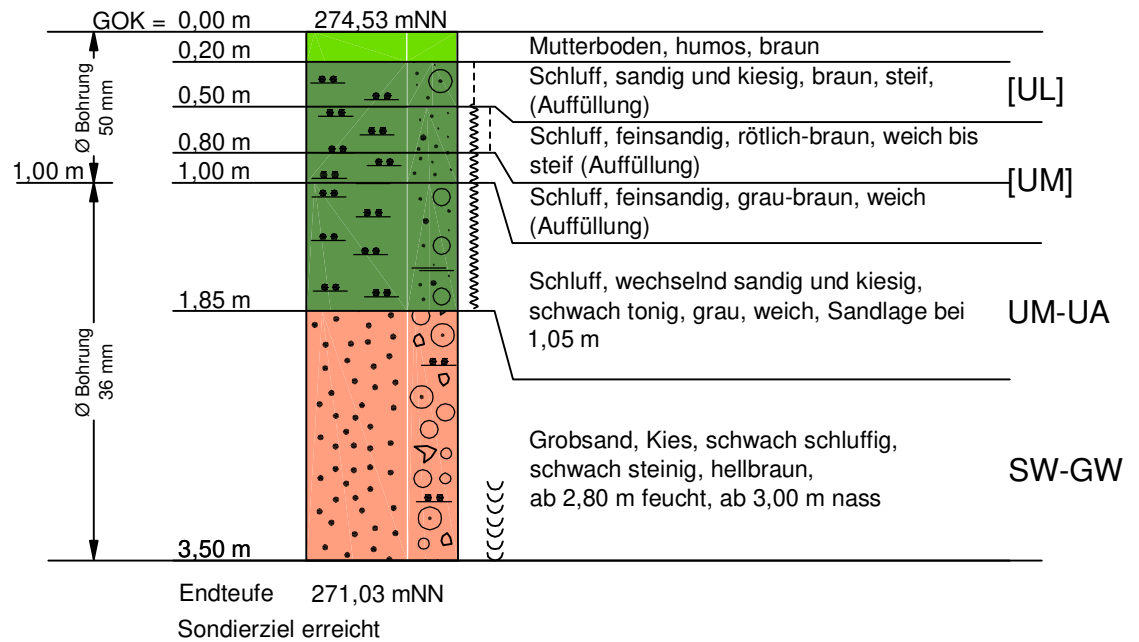 GOK = 0,00 m 274,53 mNN
0,20 m Mutterboden, humos, braun
Schluff, sandig und kiesig, braun, steif,
(Auffüllung)
[UL]
0,50 m
Schluff, feinsandig, rötlich-braun, weich bis
steif (Auffüllung)
0,80 m
Ø Bohrung
50 mm
1,00 m 1,00 m
[UM]
Schluff, feinsandig, grau-braun, weich
(Auffüllung)
Schluff, wechselnd sandig und kiesig,
schwach tonig, grau, weich, Sandlage bei
1,05 m
UM-UA
1,85 m
Ø Bohrung
36 mm
Grobsand, Kies, schwach schluffig,
schwach steinig, hellbraun,
ab 2,80 m feucht, ab 3,00 m nass
SW-GW
3,50 m
Endteufe 271,03 mNN
Sondierziel erreicht